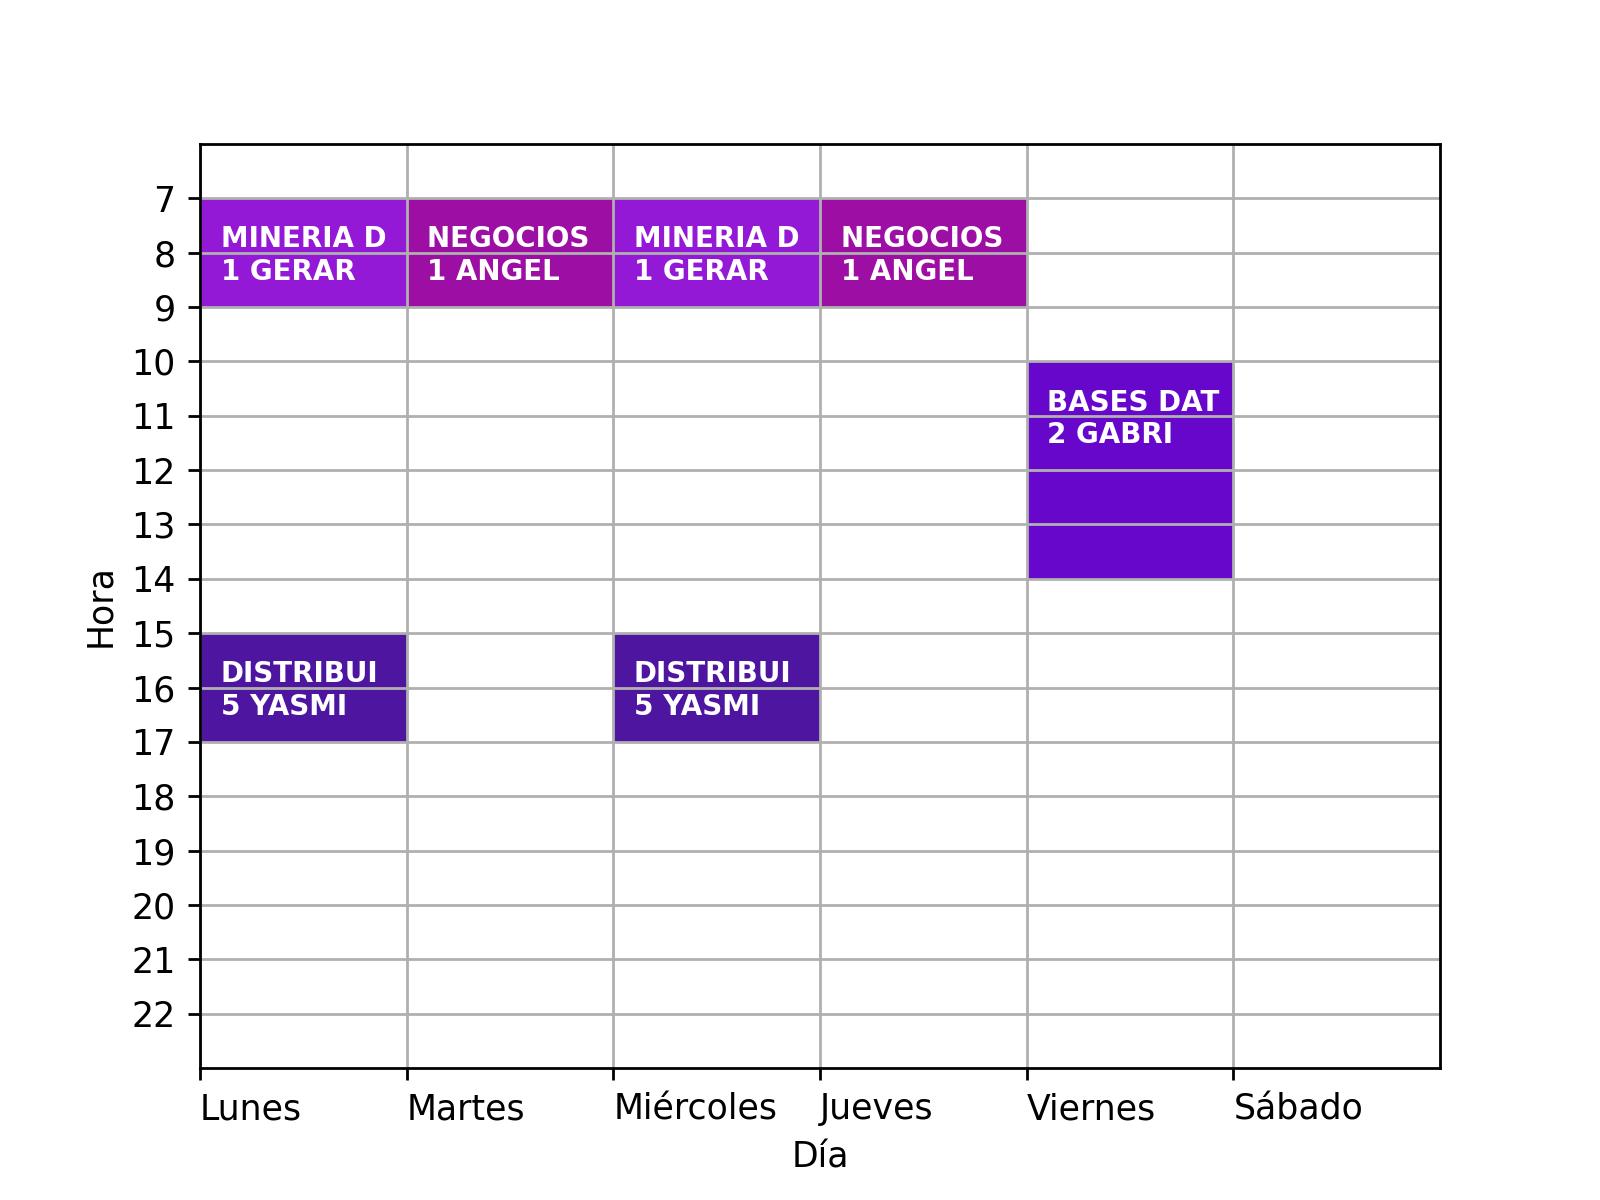 7
MINERIA D
1 GERAR
NEGOCIOS
1 ANGEL
MINERIA D
1 GERAR
NEGOCIOS
1 ANGEL
8
9
10
BASES DAT
2 GABRI
11
12
13
14
Hora
15
DISTRIBUI
5 YASMI
DISTRIBUI
5 YASMI
16
17
18
19
20
21
22
Lunes
Martes
Miércoles
Jueves
Viernes
Sábado
Día